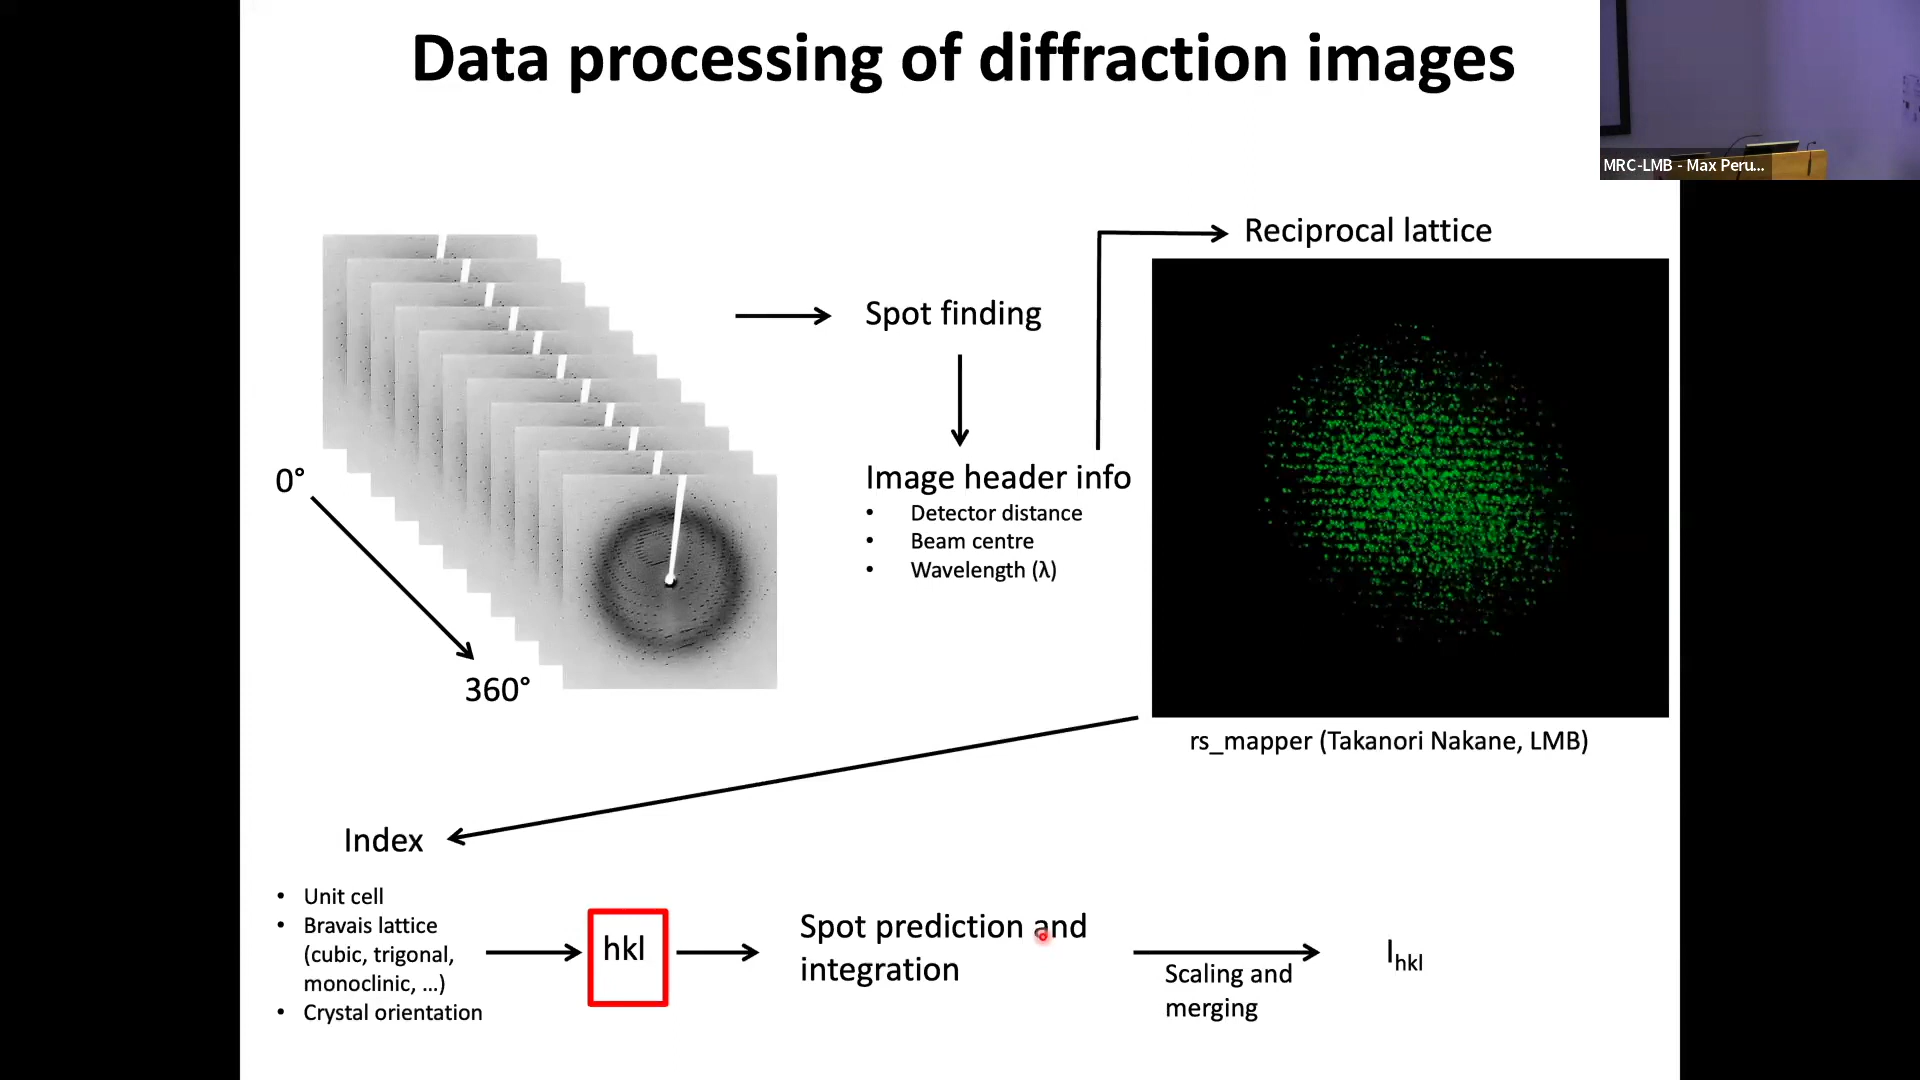 Data processing of diffraction images
MRC-LMB - Max Peru...
Reciprocal lattice
Spot finding
Image header info
• Detector distance
• Beam centre
• Wavelength (λ)
0°
360°
rs_mapper (Takanori Nakane, LMB)
Index
• Unit cell
• Bravais lattice
(cubic, trigonal,
monoclinic, ...)
• Crystal orientation
hkl
Spot prediction and
integration
Scaling and
merging
Ihkl